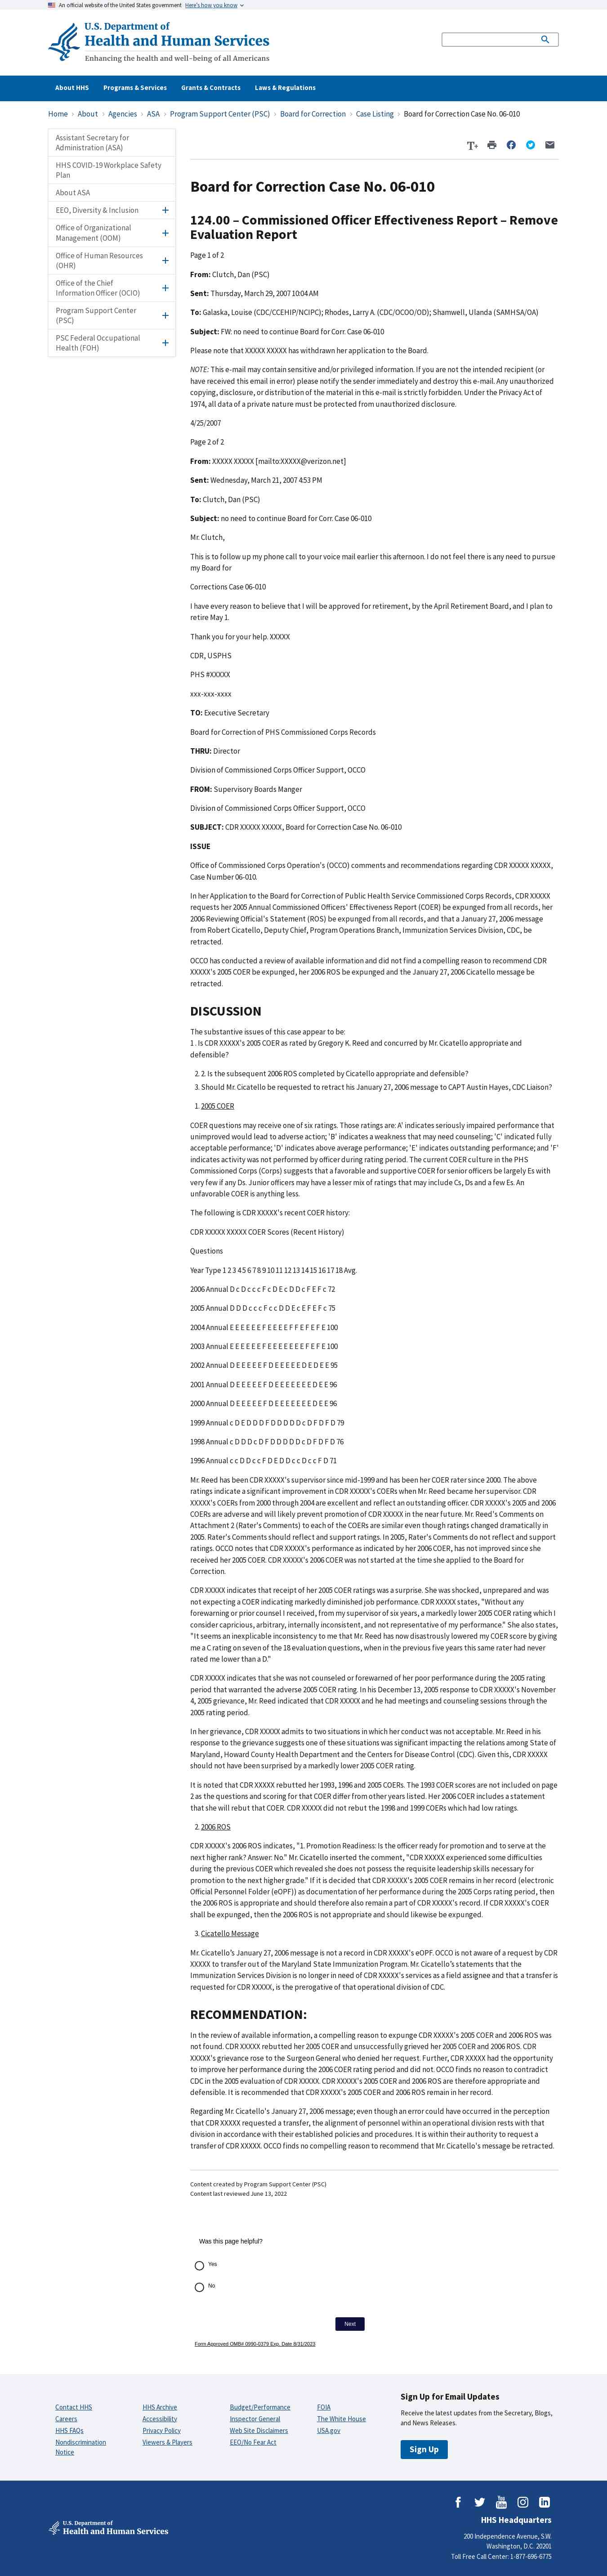 An official website of the United States government Here's how you know
U.S. Department of
Health and Human Services
Enhancing the health and well-being of all Americans
About HHS Programs & Services Grants & Contracts Laws & Regulations
Home > About > Agencies > ASA > Program Support Center (PSC) > Board for Correction > Case Listing > Board for Correction Case No. 06-010
Assistant Secretary for
Administration (ASA)
HHS COVID-19 Workplace Safety
Plan
About ASA
EEO, Diversity & Inclusion
Office of Organizational
Management (OOM)
Office of Human Resources
(OHR)
Office of the Chief
Information Officer (OCIO)
Program Support Center
(PSC)
PSC Federal Occupational
Health (FOH)
T+
Board for Correction Case No. 06-010
124.00 – Commissioned Officer Effectiveness Report – Remove
Evaluation Report
Page 1 of 2
From: Clutch, Dan (PSC)
Sent: Thursday, March 29, 2007 10:04 AM
To: Galaska, Louise (CDC/CCEHIP/NCIPC); Rhodes, Larry A. (CDC/OCOO/OD); Shamwell, Ulanda (SAMHSA/OA)
Subject: FW: no need to continue Board for Corr. Case 06-010
Please note that XXXXX XXXXX has withdrawn her application to the Board.
NOTE: This e-mail may contain sensitive and/or privileged information. If you are not the intended recipient (or
have received this email in error) please notify the sender immediately and destroy this e-mail. Any unauthorized
copying, disclosure, or distribution of the material in this e-mail is strictly forbidden. Under the Privacy Act of
1974, all data of a private nature must be protected from unauthorized disclosure.
4/25/2007
Page 2 of 2
From: XXXXX XXXXX [mailto:XXXXX@verizon.net]
Sent: Wednesday, March 21, 2007 4:53 PM
To: Clutch, Dan (PSC)
Subject: no need to continue Board for Corr. Case 06-010
Mr. Clutch,
This is to follow up my phone call to your voice mail earlier this afternoon. I do not feel there is any need to pursue
my Board for
Corrections Case 06-010
I have every reason to believe that I will be approved for retirement, by the April Retirement Board, and I plan to
retire May 1.
Thank you for your help. XXXXX
CDR, USPHS
PHS #XXXXX
xxx-xxx-xxxx
TO: Executive Secretary
Board for Correction of PHS Commissioned Corps Records
THRU: Director
Division of Commissioned Corps Officer Support, OCCO
FROM: Supervisory Boards Manger
Division of Commissioned Corps Officer Support, OCCO
SUBJECT: CDR XXXXX XXXXX, Board for Correction Case No. 06-010
ISSUE
Office of Commissioned Corps Operation's (OCCO) comments and recommendations regarding CDR XXXXX XXXXX,
Case Number 06-010.
In her Application to the Board for Correction of Public Health Service Commissioned Corps Records, CDR XXXXX
requests her 2005 Annual Commissioned Officers' Effectiveness Report (COER) be expunged from all records, her
2006 Reviewing Official's Statement (ROS) be expunged from all records, and that a January 27, 2006 message
from Robert Cicatello, Deputy Chief, Program Operations Branch, Immunization Services Division, CDC, be
retracted.
OCCO has conducted a review of available information and did not find a compelling reason to recommend CDR
XXXXX's 2005 COER be expunged, her 2006 ROS be expunged and the January 27, 2006 Cicatello message be
retracted.
DISCUSSION
The substantive issues of this case appear to be:
1 . Is CDR XXXXX's 2005 COER as rated by Gregory K. Reed and concurred by Mr. Cicatello appropriate and
defensible?
2. 2. Is the subsequent 2006 ROS completed by Cicatello appropriate and defensible?
3. Should Mr. Cicatello be requested to retract his January 27, 2006 message to CAPT Austin Hayes, CDC Liaison?
1. 2005 COER
COER questions may receive one of six ratings. Those ratings are: A' indicates seriously impaired performance that
unimproved would lead to adverse action; 'B' indicates a weakness that may need counseling; 'C' indicated fully
acceptable performance; 'D' indicates above average performance; 'E' indicates outstanding performance; and 'F'
indicates activity was not performed by officer during rating period. The current COER culture in the PHS
Commissioned Corps (Corps) suggests that a favorable and supportive COER for senior officers be largely Es with
very few if any Ds. Junior officers may have a lesser mix of ratings that may include Cs, Ds and a few Es. An
unfavorable COER is anything less.
The following is CDR XXXXX's recent COER history:
CDR XXXXX XXXXX COER Scores (Recent History)
Questions
Year Type 1 2 3 4 5 6 7 8 9 10 11 12 13 14 15 16 17 18 Avg.
2006 Annual D c D c c c F c D E c D D c F E F c 72
2005 Annual D D D c c c F c c D D E c E F E F c 75
2004 Annual E E E E E E F E E E E F F E F E F E 100
2003 Annual E E E E E E F E E E E E E E F E F E 100
2002 Annual D E E E E E F D E E E E E D E D E E 95
2001 Annual D E E E E E F D E E E E E E E D E E 96
2000 Annual D E E E E E F D E E E E E E E D E E 96
1999 Annual c D E D D D F D D D D D c D F D F D 79
1998 Annual c D D D c D F D D D D D c D F D F D 76
1996 Annual c c D D c c F D E D D c c D c c F D 71
Mr. Reed has been CDR XXXXX's supervisor since mid-1999 and has been her COER rater since 2000. The above
ratings indicate a significant improvement in CDR XXXXX's COERs when Mr. Reed became her supervisor. CDR
XXXXX's COERs from 2000 through 2004 are excellent and reflect an outstanding officer. CDR XXXXX's 2005 and 2006
COERs are adverse and will likely prevent promotion of CDR XXXXX in the near future. Mr. Reed's Comments on
Attachment 2 (Rater's Comments) to each of the COERs are similar even though ratings changed dramatically in
2005. Rater's Comments should reflect and support ratings. In 2005, Rater's Comments do not reflect and support
ratings. OCCO notes that CDR XXXXX's performance as indicated by her 2006 COER, has not improved since she
received her 2005 COER. CDR XXXXX's 2006 COER was not started at the time she applied to the Board for
Correction.
CDR XXXXX indicates that receipt of her 2005 COER ratings was a surprise. She was shocked, unprepared and was
not expecting a COER indicating markedly diminished job performance. CDR XXXXX states, "Without any
forewarning or prior counsel I received, from my supervisor of six years, a markedly lower 2005 COER rating which I
consider capricious, arbitrary, internally inconsistent, and not representative of my performance." She also states,
"It seems an inexplicable inconsistency to me that Mr. Reed has now disastrously lowered my COER score by giving
me a C rating on seven of the 18 evaluation questions, when in the previous five years this same rater had never
rated me lower than a D."
CDR XXXXX indicates that she was not counseled or forewarned of her poor performance during the 2005 rating
period that warranted the adverse 2005 COER rating. In his December 13, 2005 response to CDR XXXXX's November
4, 2005 grievance, Mr. Reed indicated that CDR XXXXX and he had meetings and counseling sessions through the
2005 rating period.
In her grievance, CDR XXXXX admits to two situations in which her conduct was not acceptable. Mr. Reed in his
response to the grievance suggests one of these situations was significant impacting the relations among State of
Maryland, Howard County Health Department and the Centers for Disease Control (CDC). Given this, CDR XXXXX
should not have been surprised by a markedly lower 2005 COER rating.
It is noted that CDR XXXXX rebutted her 1993, 1996 and 2005 COERs. The 1993 COER scores are not included on page
2 as the questions and scoring for that COER differ from other years listed. Her 2006 COER includes a statement
that she will rebut that COER. CDR XXXXX did not rebut the 1998 and 1999 COERs which had low ratings.
2. 2006 ROS
CDR XXXXX's 2006 ROS indicates, "1. Promotion Readiness: Is the officer ready for promotion and to serve at the
next higher rank? Answer: No." Mr. Cicatello inserted the comment, "CDR XXXXX experienced some difficulties
during the previous COER which revealed she does not possess the requisite leadership skills necessary for
promotion to the next higher grade." If it is decided that CDR XXXXX's 2005 COER remains in her record (electronic
Official Personnel Folder (eOPF)) as documentation of her performance during the 2005 Corps rating period, then
the 2006 ROS is appropriate and should therefore also remain a part of CDR XXXXX's record. If CDR XXXXX's COER
shall be expunged, then the 2006 ROS is not appropriate and should likewise be expunged.
3. Cicatello Message
Mr. Cicatello's January 27, 2006 message is not a record in CDR XXXXX's eOPF. OCCO is not aware of a request by CDR
XXXXX to transfer out of the Maryland State Immunization Program. Mr. Cicatello's statements that the
Immunization Services Division is no longer in need of CDR XXXXX's services as a field assignee and that a transfer is
requested for CDR XXXXX, is the prerogative of that operational division of CDC.
RECOMMENDATION:
In the review of available information, a compelling reason to expunge CDR XXXXX's 2005 COER and 2006 ROS was
not found. CDR XXXXX rebutted her 2005 COER and unsuccessfully grieved her 2005 COER and 2006 ROS. CDR
XXXXX's grievance rose to the Surgeon General who denied her request. Further, CDR XXXXX had the opportunity
to improve her performance during the 2006 COER rating period but did not. OCCO finds no reason to contradict
CDC in the 2005 evaluation of CDR XXXXX. CDR XXXXX's 2005 COER and 2006 ROS are therefore appropriate and
defensible. It is recommended that CDR XXXXX's 2005 COER and 2006 ROS remain in her record.
Regarding Mr. Cicatello's January 27, 2006 message; even though an error could have occurred in the perception
that CDR XXXXX requested a transfer, the alignment of personnel within an operational division rests with that
division in accordance with their established policies and procedures. It is within their authority to request a
transfer of CDR XXXXX. OCCO finds no compelling reason to recommend that Mr. Cicatello's message be retracted.
Content created by Program Support Center (PSC)
Content last reviewed June 13, 2022
Was this page helpful?
Yes
No
Next
Form Approved OMB# 0990-0379 Exp. Date 8/31/2023
Contact HHS
Careers
HHS FAQs
Nondiscrimination
Notice
HHS Archive
Accessibility
Privacy Policy
Viewers & Players
Budget/Performance
Inspector General
Web Site Disclaimers
EEO/No Fear Act
FOIA
The White House
USA.gov
Sign Up for Email Updates
Receive the latest updates from the Secretary, Blogs,
and News Releases.
Sign Up
U.S. Department of
Health and Human Services
HHS Headquarters
200 Independence Avenue, S.W.
Washington, D.C. 20201
Toll Free Call Center: 1-877-696-6775